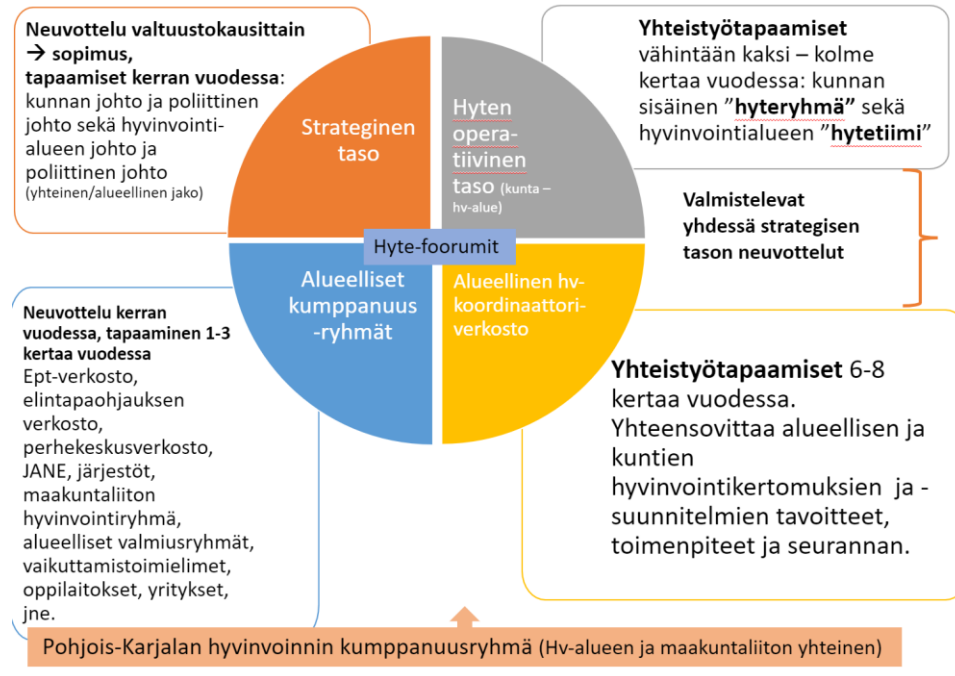 Neuvottelu valtuustokausittain
→ sopimus,
tapaamiset kerran vuodessa:
kunnan johto ja poliittinen
johto sekä hyvinvointi-
alueen johto ja
poliittinen johto
(yhteinen/alueellinen jako)
Strateginen
taso
Hyten
opera-
tiivinen
taso (kunta –
hv-alue)
Yhteistyötapaamiset
vähintään kaksi – kolme
kertaa vuodessa: kunnan
sisäinen ”hyteryhmä” sekä
hyvinvointialueen ”hytetiimi”
Valmistelevat
yhdessä strategisen
tason neuvottelut
Hyte-foorumit
Alueelliset
kumppanuus
-ryhmät
Alueellinen hv-
koordinaattori-
verkosto
Neuvottelu kerran
vuodessa, tapaaminen 1-3
kertaa vuodessa
Ept-verkosto,
elintapaohjauksen
verkosto,
perhekeskusverkosto,
JANE, järjestöt,
maakuntaliiton
hyvinvointiryhmä,
alueelliset valmiusryhmät,
vaikuttamistoimielimet,
oppilaitokset, yritykset,
jne.
Yhteistyötapaamiset 6-8
kertaa vuodessa.
Yhteensovittaa alueellisen ja
kuntien
hyvinvointikertomuksien ja -
suunnitelmien tavoitteet,
toimenpiteet ja seurannan.
Pohjois-Karjalan hyvinvoinnin kumppanuusryhmä (Hv-alueen ja maakuntaliiton yhteinen)